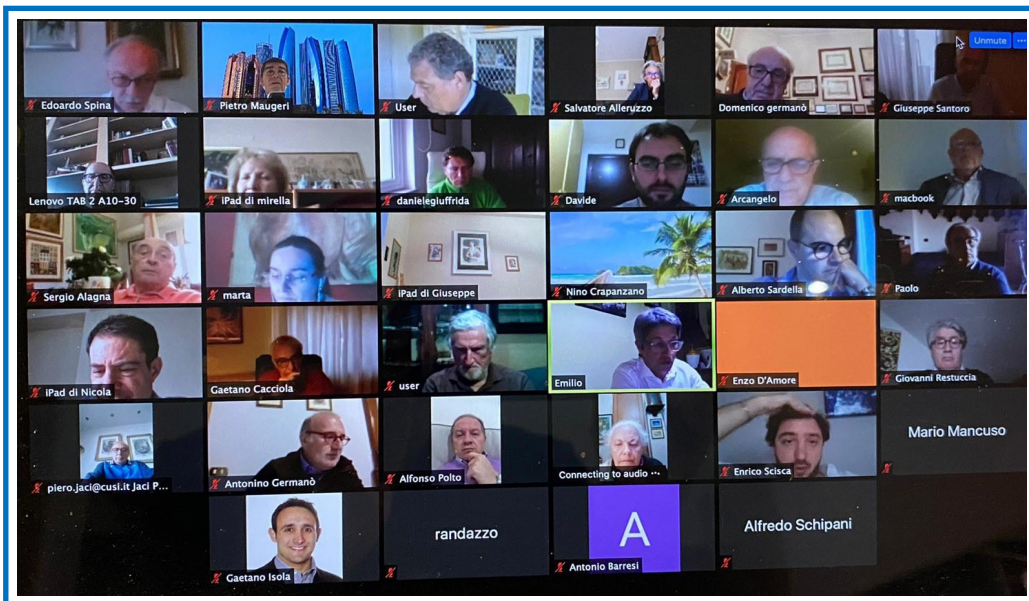 Unmute
Edoardo Spina
Pietro Maugeri
User
Salvatore Alleruzzo
Domenico germanò
Giuseppe Santoro
Lenovo TAB 2 A10-30
iPad di mirella
danielegiuffrida
Davide
Arcangelo
macbook
Sergio Alagna
marta
iPad di Giuseppe
Nino Crapanzano
Alberto Sardella
Paolo
iPad di Nicola
Gaetano Cacciola
user
Emilio
Enzo D'Amore
Giovanni Restuccia
piero.jaci@cusi.it Jaci P...
Antonino Germanò
Alfonso Polto
Connecting to audio ···
Enrico Scisca
Mario Mancuso
Gaetano Isola
randazzo
A
Antonio Barresi
Alfredo Schipani